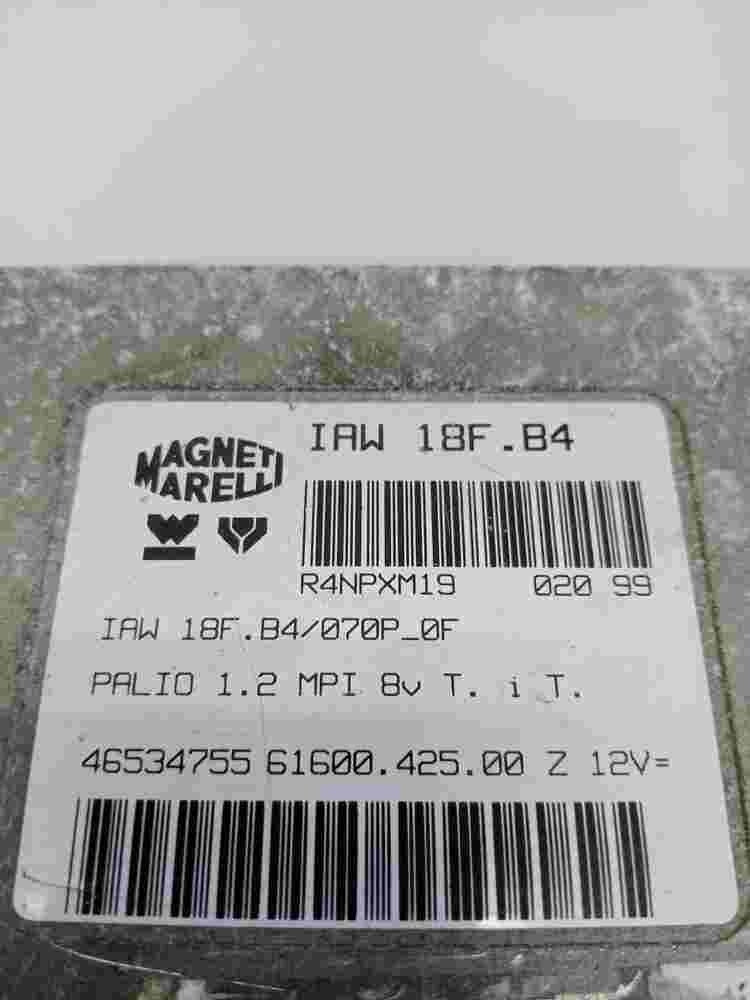 MAGNETI
MARELLI
IAW 18F.B4
R4NPXM19 020 99
IAW 18F.B4/070P_0F
PALIO 1.2 MPI 8v T. i T.
46534755 61600.425.00 Z 12V=